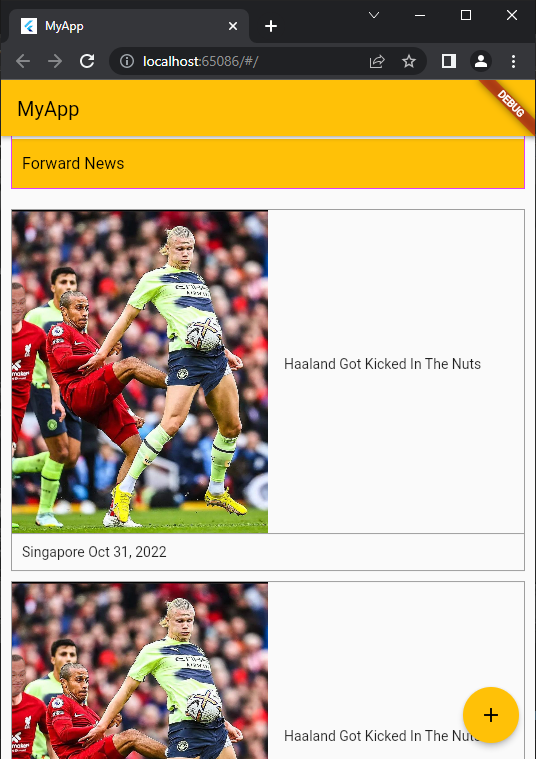 MyApp
localhost:65086/#/
MyApp
DEBUG
Forward News
Haaland Got Kicked In The Nuts
Singapore Oct 31, 2022
Haaland Got Kicked In The Nuts